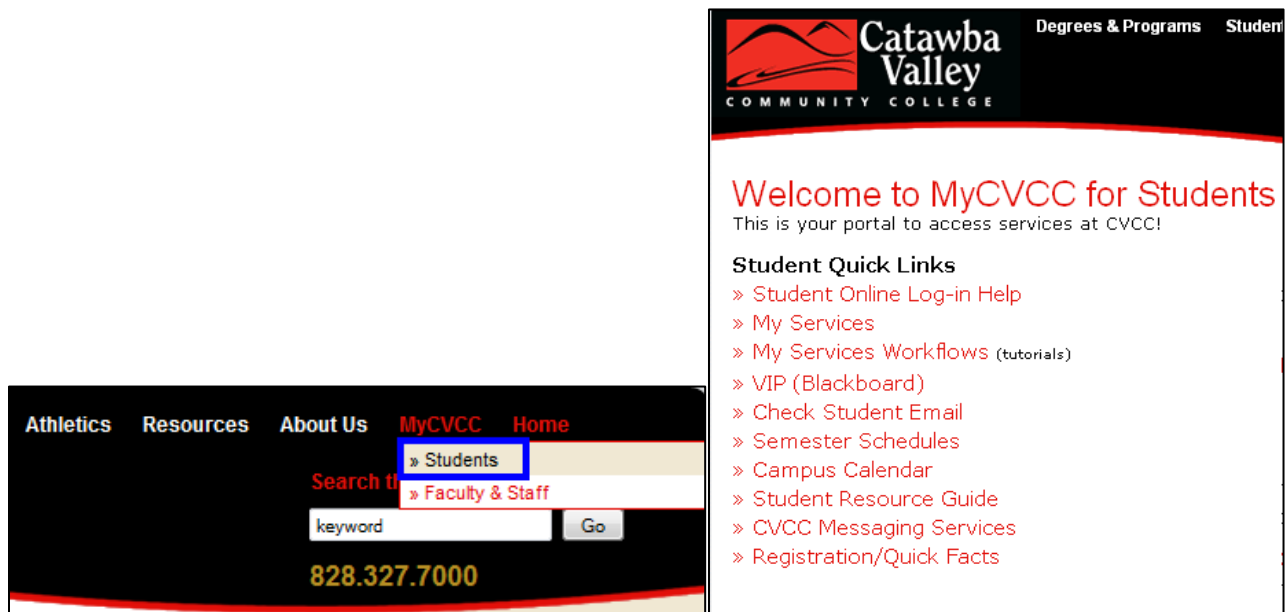 Athletics Resources About Us MyCVCC Home
» Students
Search
» Faculty & Staff
keyword Go
828.327.7000
Catawba
Valley
COMMUNITY COLLEGE
Degrees & Programs
Welcome to MyCVCC for Students
This is your portal to access services at CVCC!
Student Quick Links
» Student Online Log-in Help
» My Services
» My Services Workflows (tutorials)
» VIP (Blackboard)
» Check Student Email
» Semester Schedules
» Campus Calendar
» Student Resource Guide
» CVCC Messaging Services
» Registration/Quick Facts